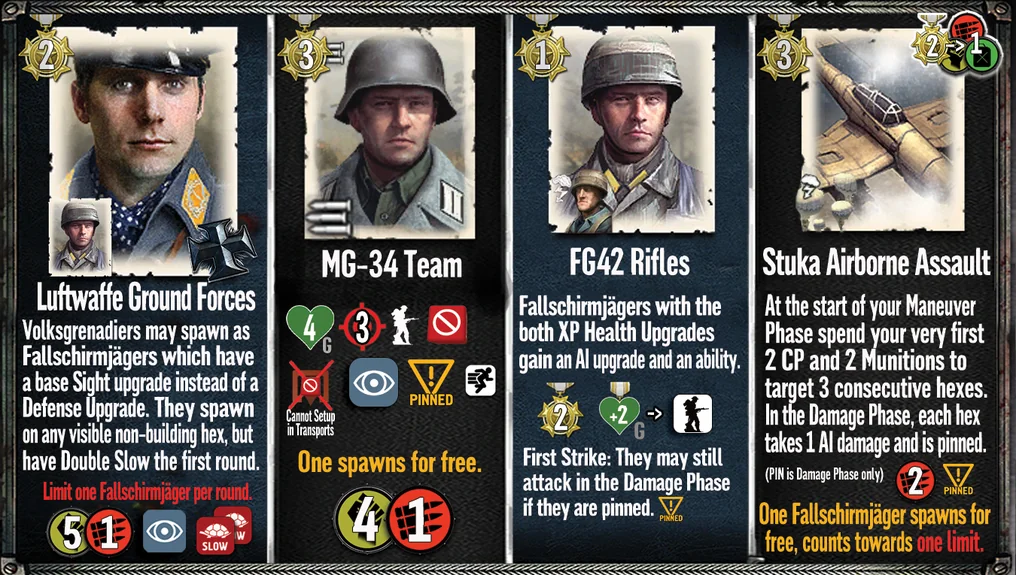 2
Luftwaffe Ground Forces
Volksgrenadiers may spawn as
Fallschirmjägers which have
a base Sight upgrade instead of a
Defense Upgrade. They spawn
on any visible non-building hex, but
have Double Slow the first round.
Limit one Fallschirmjäger per round.
5 1 SLOW W
3
MG-34 Team
4 G 3
PINNED
Cannot Setup
in Transports
One spawns for free.
4 1
1
FG42 Rifles
Fallschirmjägers with the
both XP Health Upgrades
gain an AI upgrade and an ability.
2 +2 G
First Strike: They may still
attack in the Damage Phase
if they are pinned. PINNED
3 2 1
Stuka Airborne Assault
At the start of your Maneuver
Phase spend your very first
2 CP and 2 Munitions to
target 3 consecutive hexes.
In the Damage Phase, each hex
takes 1 AI damage and is pinned.
(PIN is Damage Phase only) 2 PINNED
One Fallschirmjäger spawns for
free, counts towards one limit.